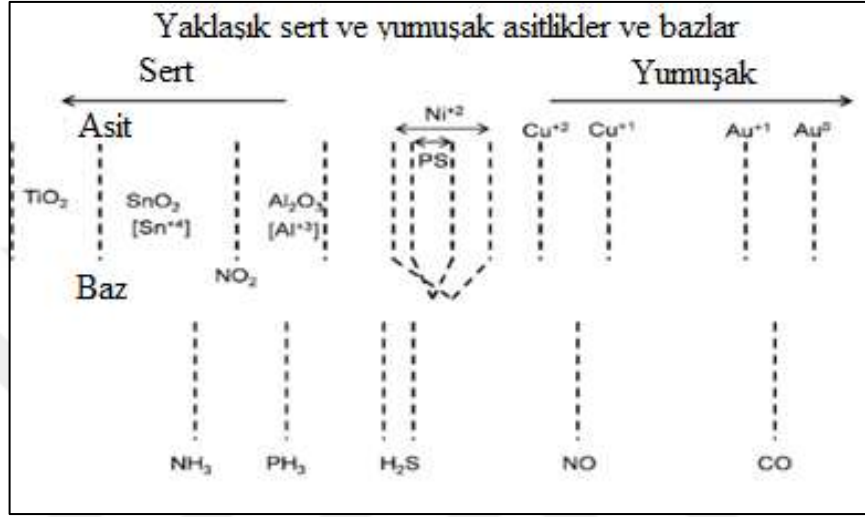 Yaklaşık sert ve yumuşak asitlikler ve bazlar
Sert Yumuşak
Asit Ni⁺² Cu⁺² Cu⁺¹ Au⁺¹ Au⁰
PS
TiO₂ SnO₂ Al₂O₃
[Sn⁺⁴] [Al⁺³]
NO₂
Baz
NH₃ PH₃ H₂S NO CO